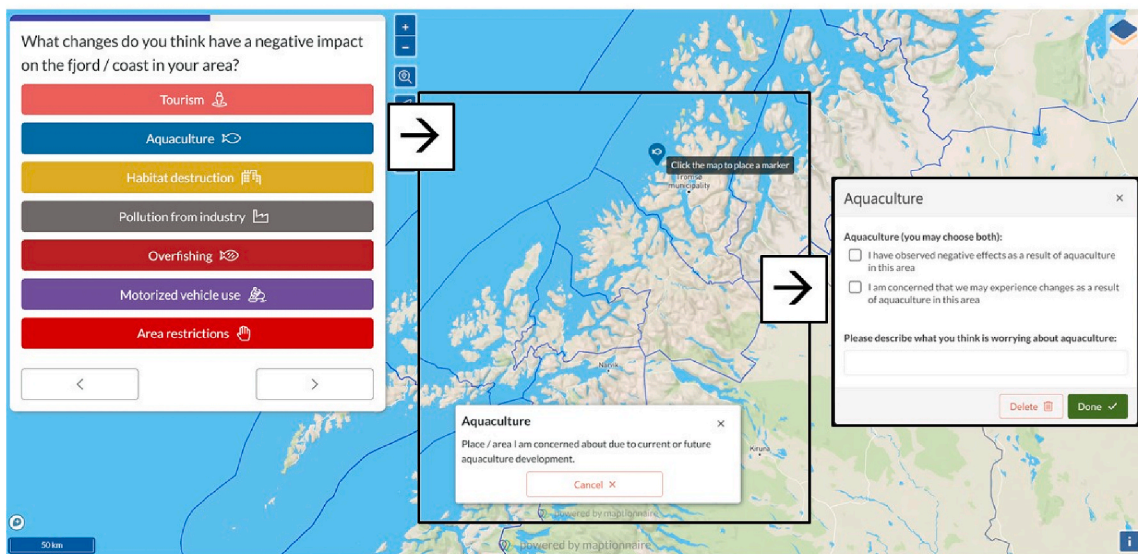 What changes do you think have a negative impact
on the fjord / coast in your area?
Tourism
Aquaculture
Habitat destruction
Pollution from industry
Overfishing
Motorized vehicle use
Area restrictions
<
>
+
−
Click the map to place a marker
Tromsø
municipality
Narvik
Kiruna
Aquaculture ×
Place / area I am concerned about due to current or future
aquaculture development.
Cancel ×
powered by maptionnaire
powered by maptionnaire
50 km
i
Aquaculture ×
Aquaculture (you may choose both):
I have observed negative effects as a result of aquaculture
in this area
I am concerned that we may experience changes as a result
of aquaculture in this area
Please describe what you think is worrying about aquaculture:
Delete
Done